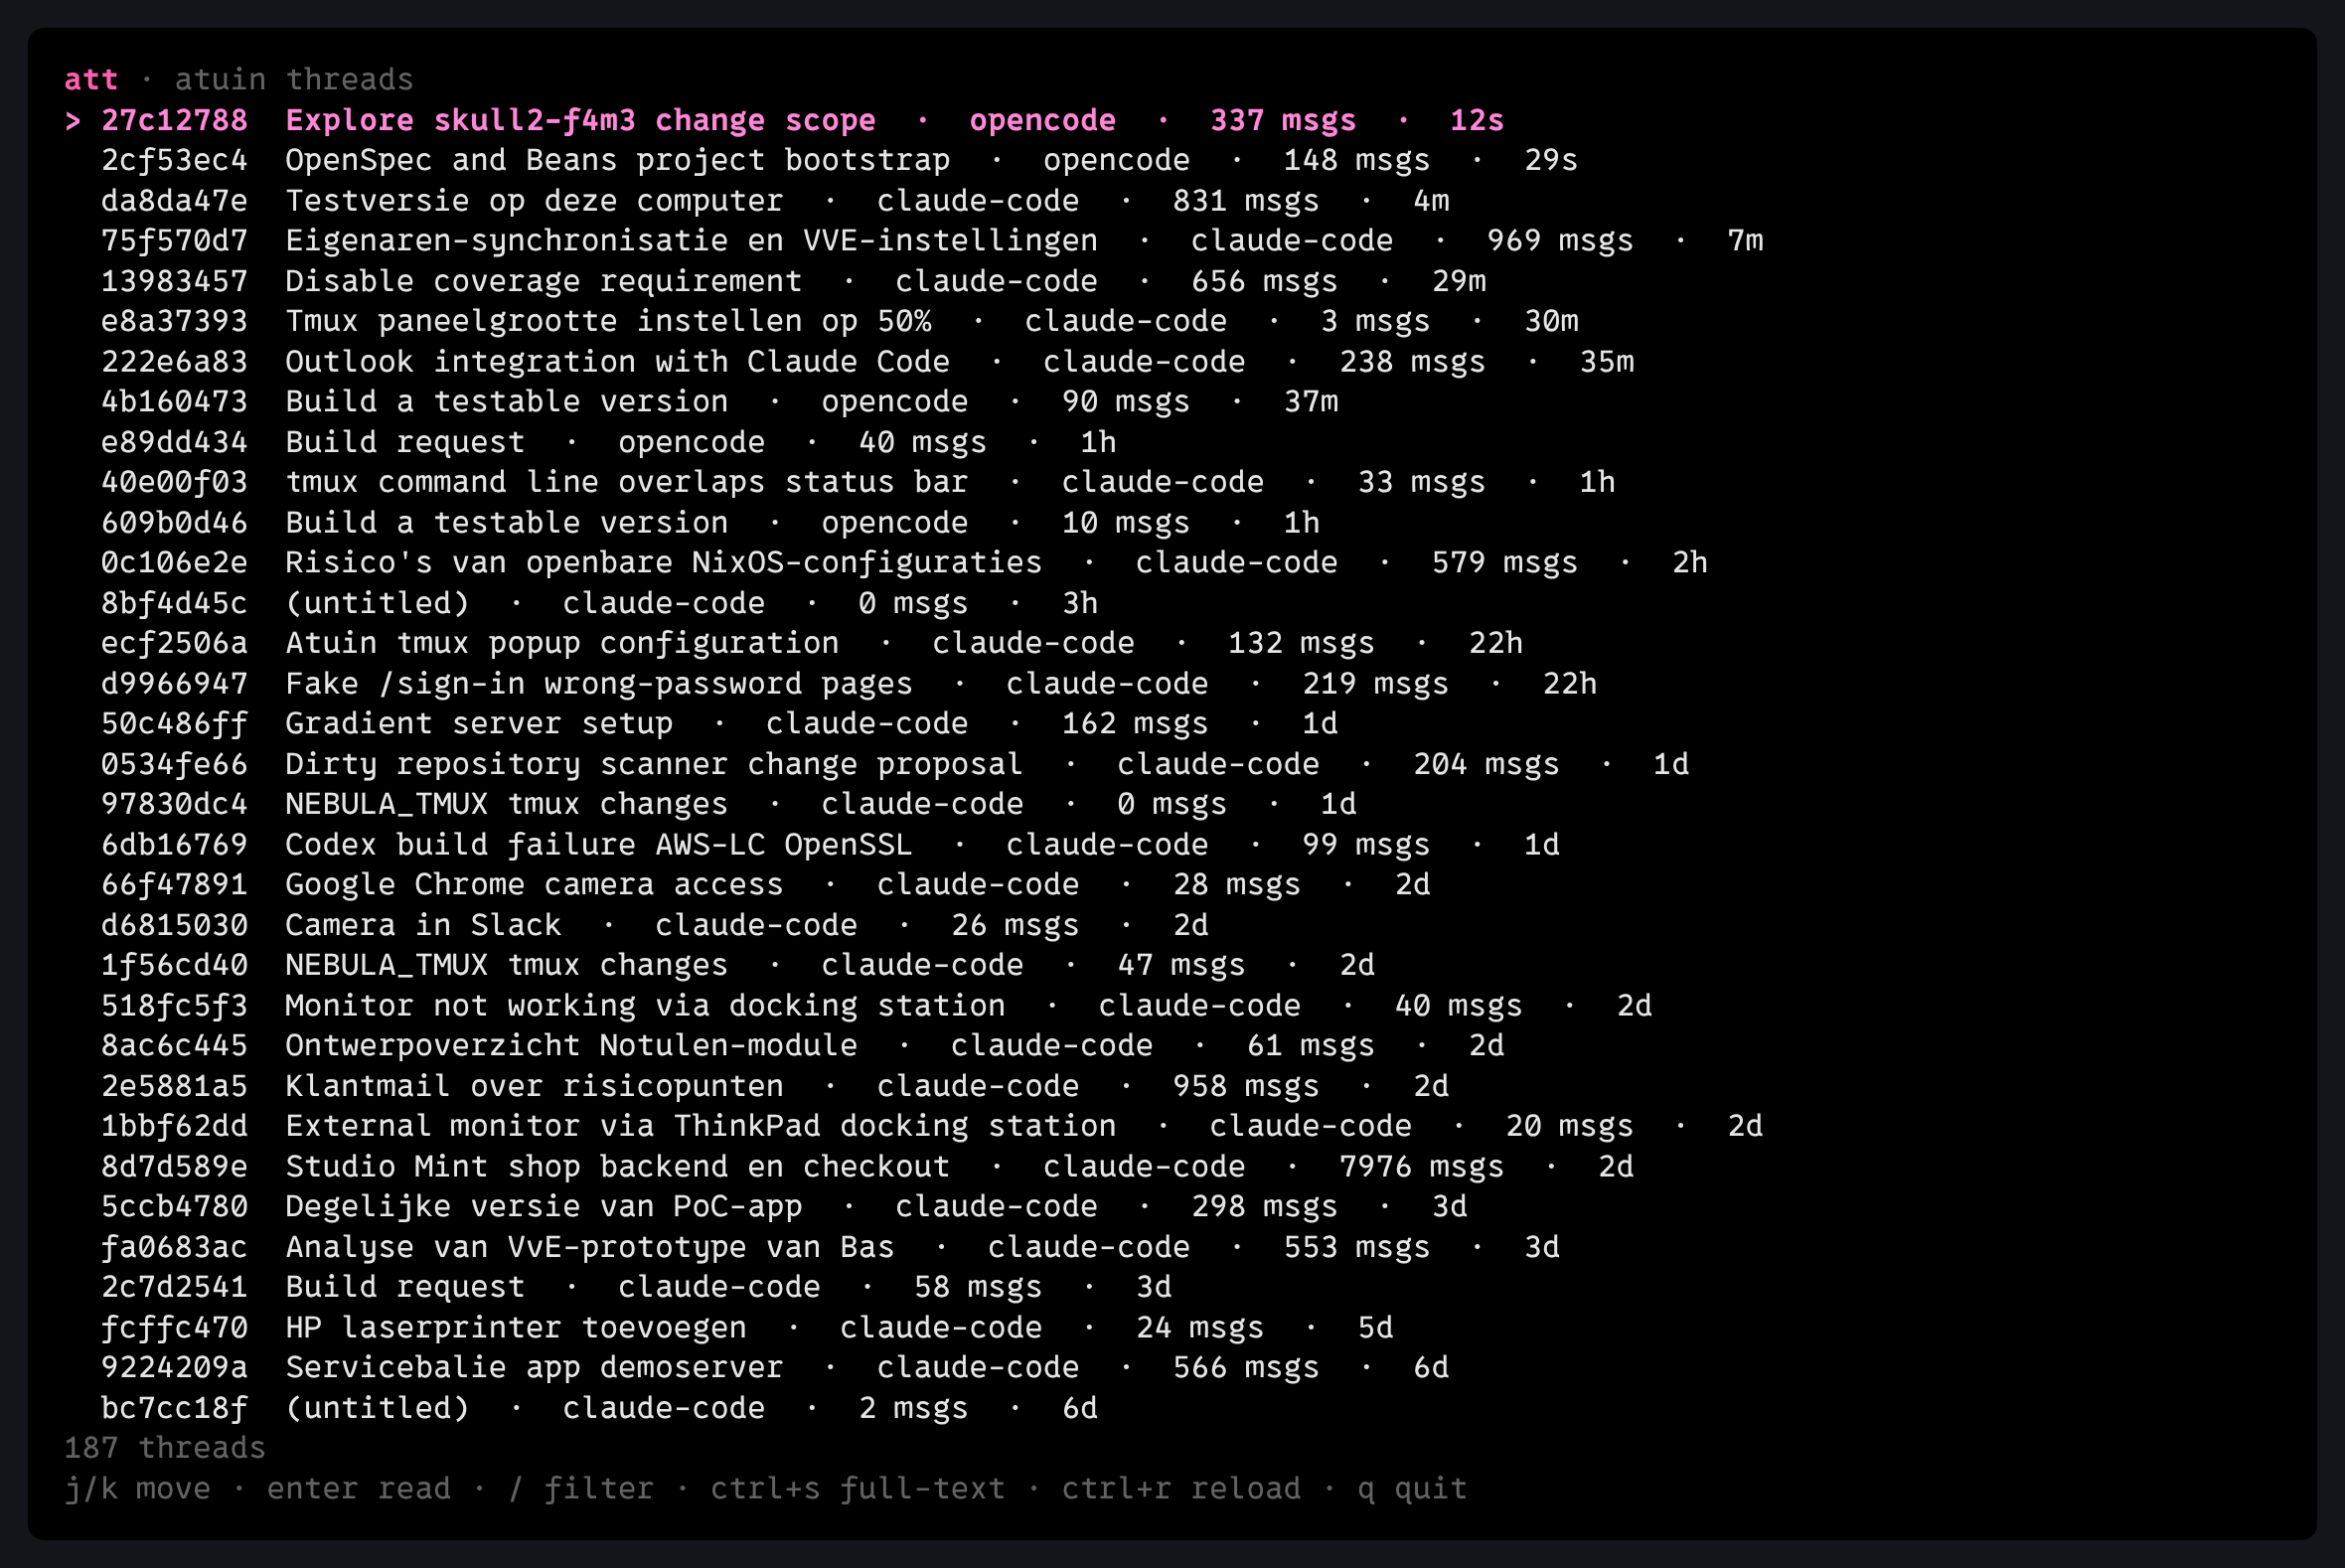 att · atuin threads
> 27c12788  Explore skull2-f4m3 change scope  ·  opencode  ·  337 msgs  ·  12s
  2cf53ec4  OpenSpec and Beans project bootstrap  ·  opencode  ·  148 msgs  ·  29s
  da8da47e  Testversie op deze computer  ·  claude-code  ·  831 msgs  ·  4m
  75f570d7  Eigenaren-synchronisatie en VVE-instellingen  ·  claude-code  ·  969 msgs  ·  7m
  13983457  Disable coverage requirement  ·  claude-code  ·  656 msgs  ·  29m
  e8a37393  Tmux paneelgrootte instellen op 50%  ·  claude-code  ·  3 msgs  ·  30m
  222e6a83  Outlook integration with Claude Code  ·  claude-code  ·  238 msgs  ·  35m
  4b160473  Build a testable version  ·  opencode  ·  90 msgs  ·  37m
  e89dd434  Build request  ·  opencode  ·  40 msgs  ·  1h
  40e00f03  tmux command line overlaps status bar  ·  claude-code  ·  33 msgs  ·  1h
  609b0d46  Build a testable version  ·  opencode  ·  10 msgs  ·  1h
  0c106e2e  Risico's van openbare NixOS-configuraties  ·  claude-code  ·  579 msgs  ·  2h
  8bf4d45c  (untitled)  ·  claude-code  ·  0 msgs  ·  3h
  ecf2506a  Atuin tmux popup configuration  ·  claude-code  ·  132 msgs  ·  22h
  d9966947  Fake /sign-in wrong-password pages  ·  claude-code  ·  219 msgs  ·  22h
  50c486ff  Gradient server setup  ·  claude-code  ·  162 msgs  ·  1d
  0534fe66  Dirty repository scanner change proposal  ·  claude-code  ·  204 msgs  ·  1d
  97830dc4  NEBULA_TMUX tmux changes  ·  claude-code  ·  0 msgs  ·  1d
  6db16769  Codex build failure AWS-LC OpenSSL  ·  claude-code  ·  99 msgs  ·  1d
  66f47891  Google Chrome camera access  ·  claude-code  ·  28 msgs  ·  2d
  d6815030  Camera in Slack  ·  claude-code  ·  26 msgs  ·  2d
  1f56cd40  NEBULA_TMUX tmux changes  ·  claude-code  ·  47 msgs  ·  2d
  518fc5f3  Monitor not working via docking station  ·  claude-code  ·  40 msgs  ·  2d
  8ac6c445  Ontwerpoverzicht Notulen-module  ·  claude-code  ·  61 msgs  ·  2d
  2e5881a5  Klantmail over risicopunten  ·  claude-code  ·  958 msgs  ·  2d
  1bbf62dd  External monitor via ThinkPad docking station  ·  claude-code  ·  20 msgs  ·  2d
  8d7d589e  Studio Mint shop backend en checkout  ·  claude-code  ·  7976 msgs  ·  2d
  5ccb4780  Degelijke versie van PoC-app  ·  claude-code  ·  298 msgs  ·  3d
  fa0683ac  Analyse van VvE-prototype van Bas  ·  claude-code  ·  553 msgs  ·  3d
  2c7d2541  Build request  ·  claude-code  ·  58 msgs  ·  3d
  fcffc470  HP laserprinter toevoegen  ·  claude-code  ·  24 msgs  ·  5d
  9224209a  Servicebalie app demoserver  ·  claude-code  ·  566 msgs  ·  6d
  bc7cc18f  (untitled)  ·  claude-code  ·  2 msgs  ·  6d
187 threads
j/k move · enter read · / filter · ctrl+s full-text · ctrl+r reload · q quit